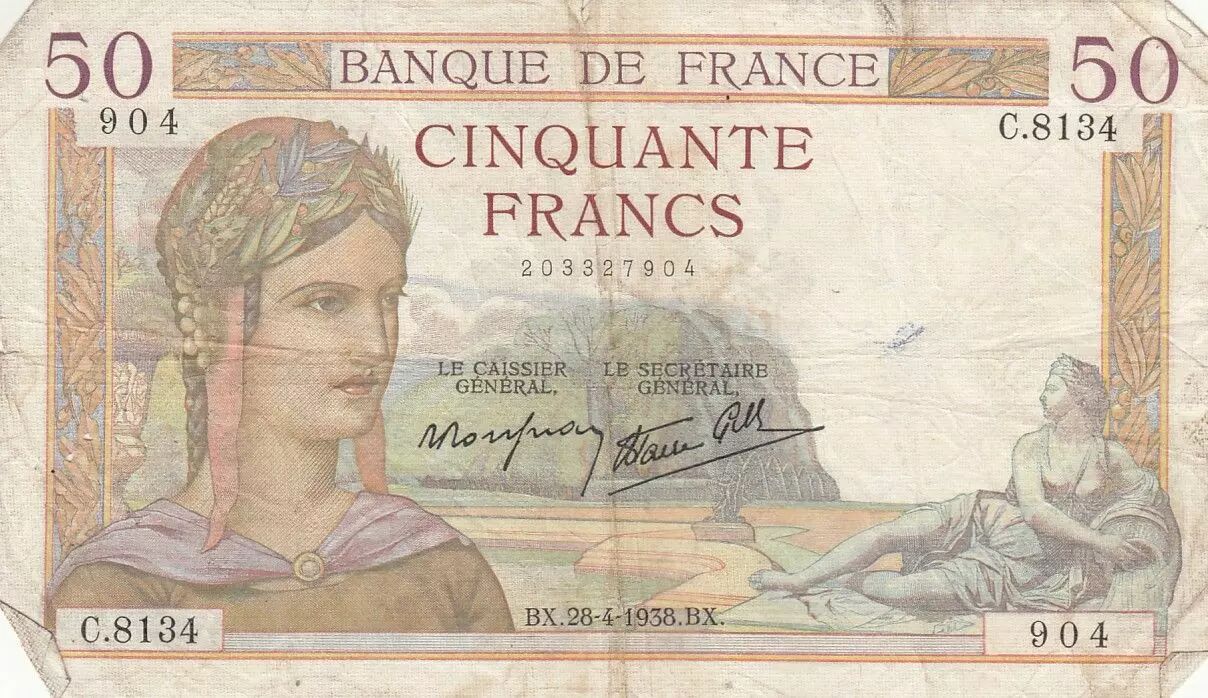 50 BANQUE DE FRANCE 50
904 C.8134
CINQUANTE
FRANCS
203327904
LE CAISSIER LE SECRÉTAIRE
GÉNÉRAL, GÉNÉRAL,
BX.28-4-1938.BX.
C.8134 904